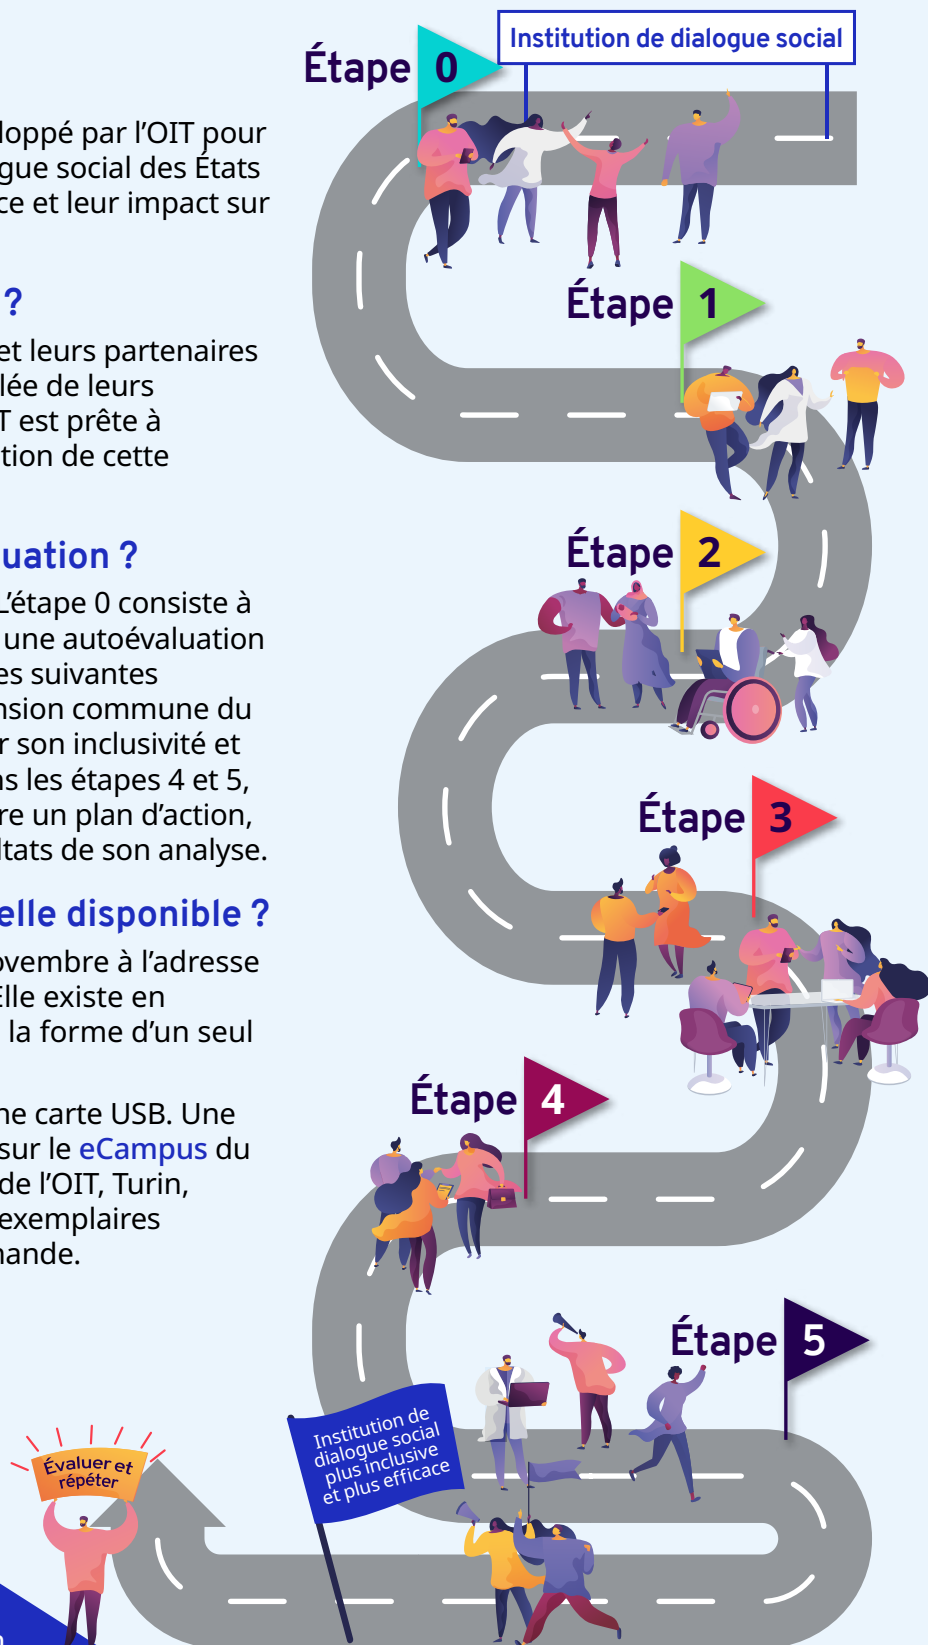 Institution de dialogue social
Étape 0
loppé par l’OIT pour
gue social des États
ce et leur impact sur
Étape 1
?
et leurs partenaires
lée de leurs
T est prête à
tion de cette
Étape 2
uation ?
L’étape 0 consiste à
une autoévaluation
es suivantes
nsion commune du
r son inclusivité et
ns les étapes 4 et 5,
re un plan d’action,
ltats de son analyse.
Étape 3
elle disponible ?
ovembre à l’adresse
Elle existe en
la forme d’un seul
Étape 4
ne carte USB. Une
sur le eCampus du
de l’OIT, Turin,
exemplaires
nande.
Étape 5
Institution de
dialogue social
plus inclusive
et plus efficace
Évaluer et
répéter